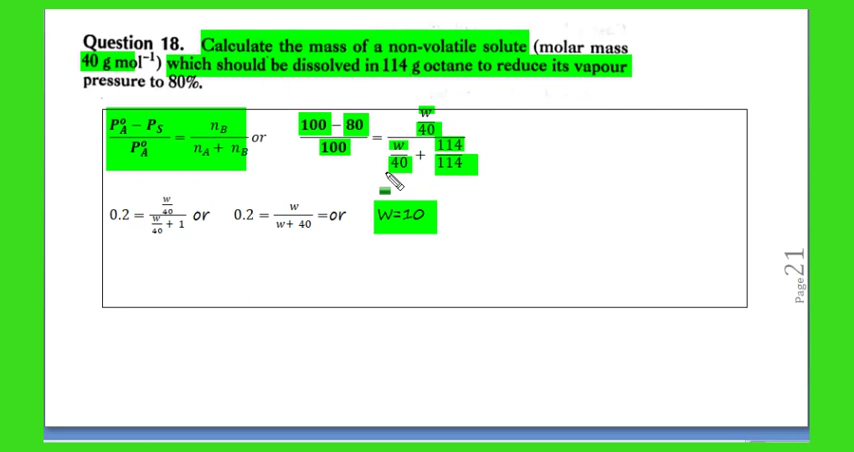 Question 18. Calculate the mass of a non-volatile solute (molar mass
40 g mol⁻¹) which should be dissolved in 114 g octane to reduce its vapour
pressure to 80%.
(P°A − PS)/P°A = nB/(nA + nB) or (100 − 80)/100 = (w/40)/(w/40 + 114/114)
0.2 = (w/40)/(w/40 + 1) or 0.2 = w/(w+ 40) =or W=10
Page 21